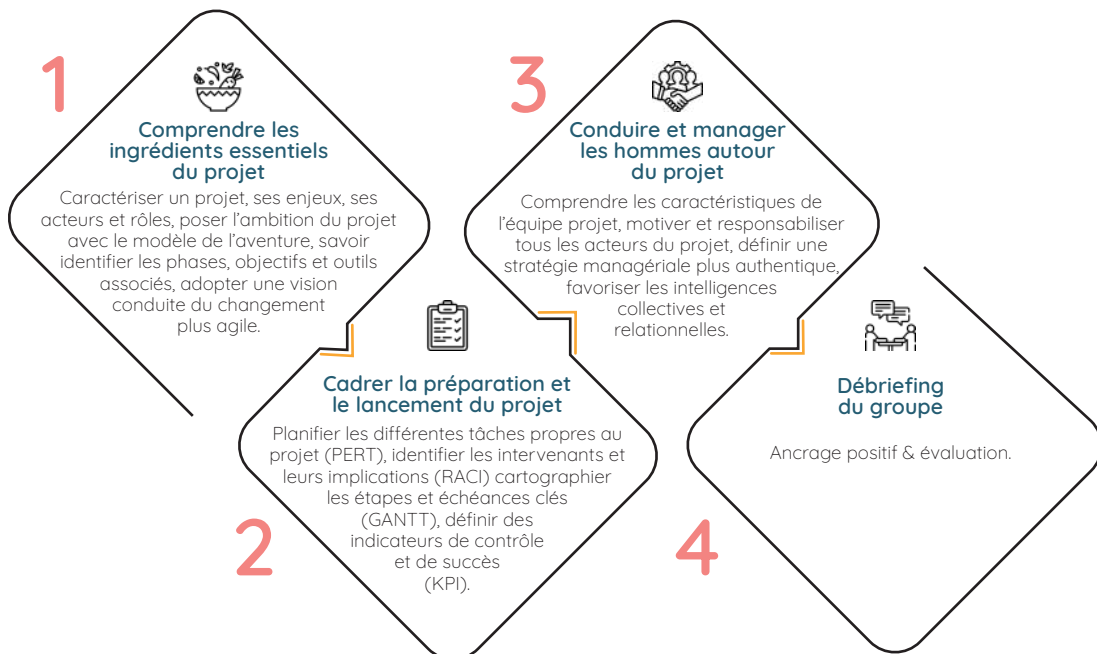 1
Comprendre les
ingrédients essentiels
du projet
Caractériser un projet, ses enjeux, ses
acteurs et rôles, poser l’ambition du projet
avec le modèle de l’aventure, savoir
identifier les phases, objectifs et outils
associés, adopter une vision
conduite du changement
plus agile.
2
Cadrer la préparation et
le lancement du projet
Planifier les différentes tâches propres au
projet (PERT), identifier les intervenants et
leurs implications (RACI) cartographier
les étapes et échéances clés
(GANTT), définir des
indicateurs de contrôle
et de succès
(KPI).
3
Conduire et manager
les hommes autour
du projet
Comprendre les caractéristiques de
l’équipe projet, motiver et responsabiliser
tous les acteurs du projet, définir une
stratégie managériale plus authentique,
favoriser les intelligences
collectives et
relationnelles.
4
Débriefing
du groupe
Ancrage positif & évaluation.